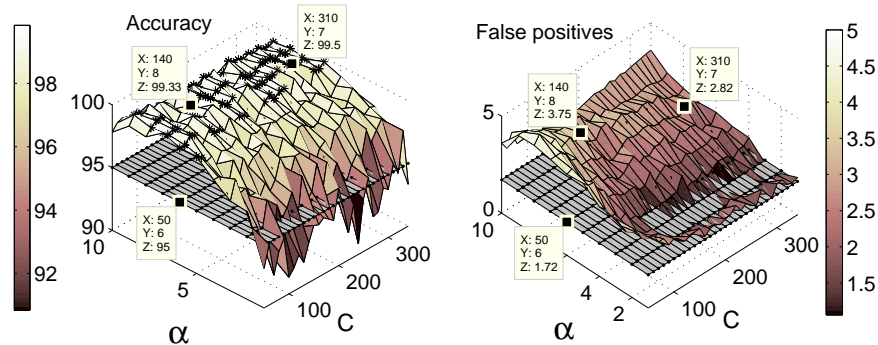 Accuracy
X: 310
Y: 7
Z: 99.5
X: 140
Y: 8
Z: 99.33
98
96
94
92
100
95
90
10
5
X: 50
Y: 6
Z: 95
100
200
300
α
C
False positives
X: 310
Y: 7
Z: 2.82
X: 140
Y: 8
Z: 3.75
5
0
10
X: 50
Y: 6
Z: 1.72
4
2
100
200
300
α
C
5
4.5
4
3.5
3
2.5
2
1.5